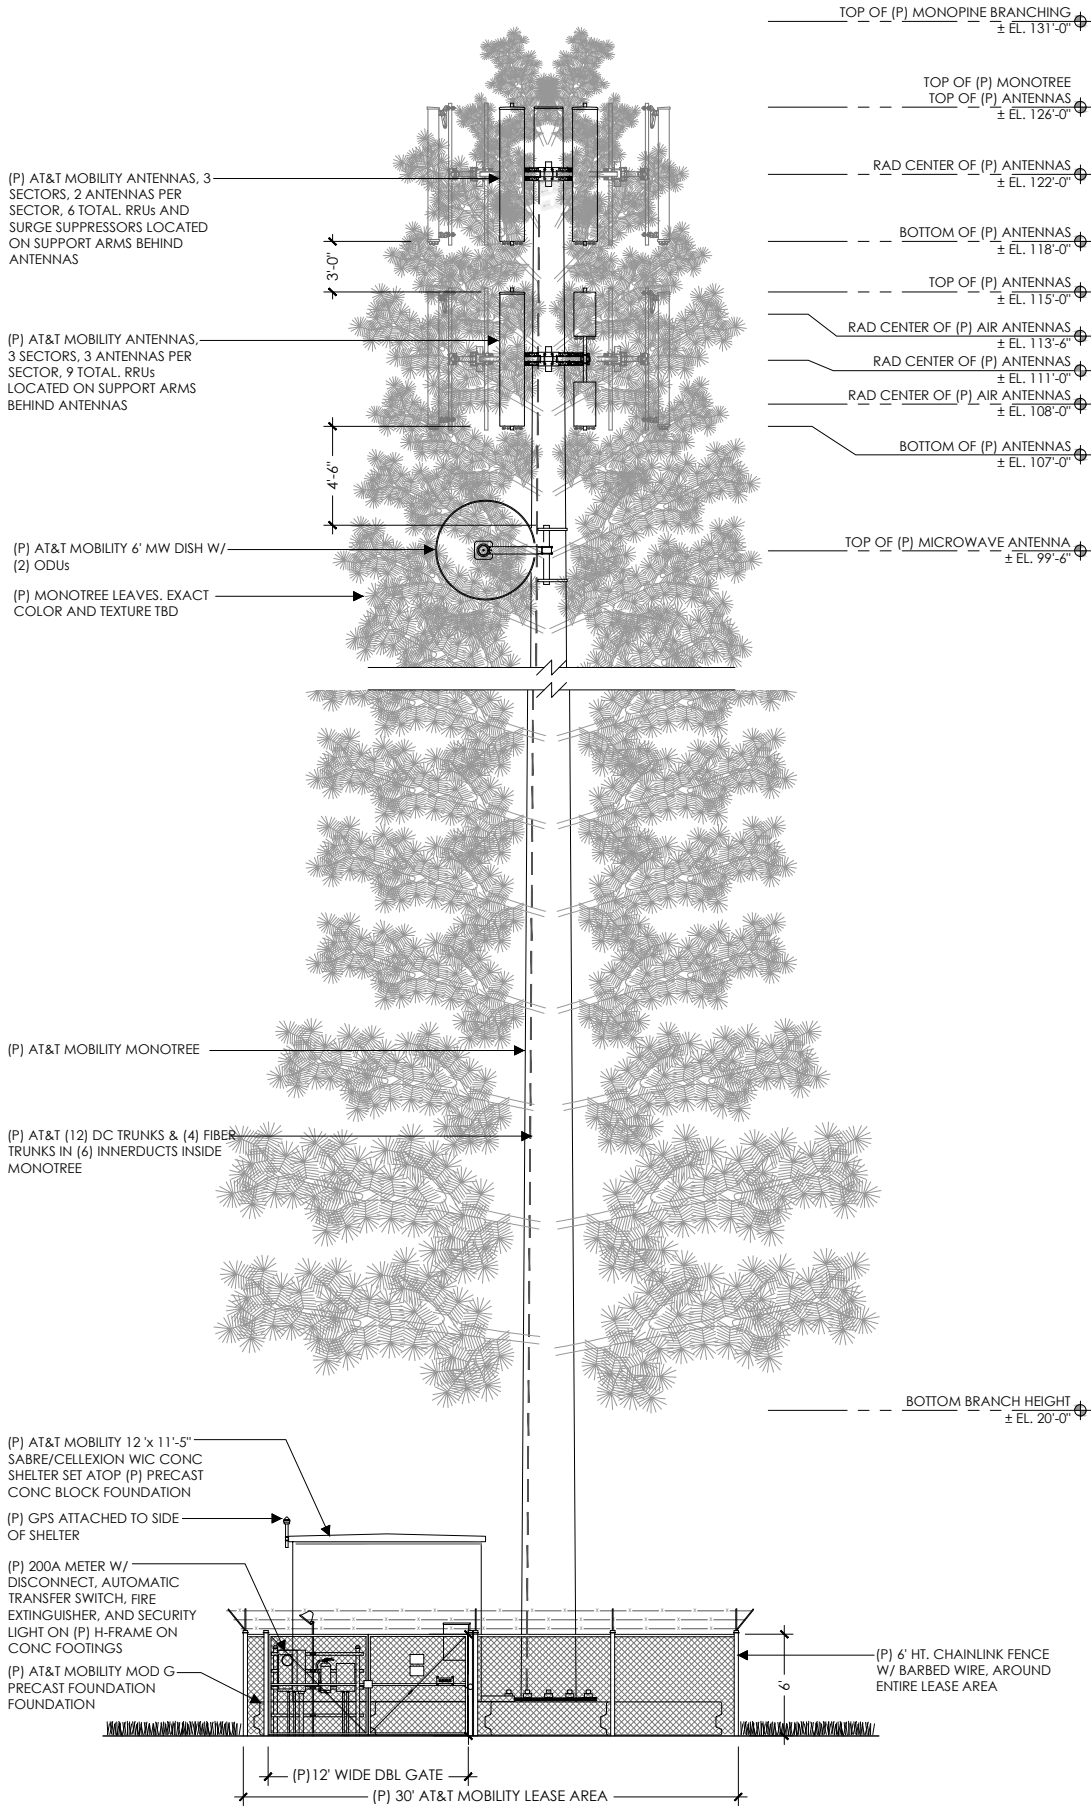 TOP OF (P) MONOPINE BRANCHING
± EL. 131'-0"
TOP OF (P) MONOTREE
TOP OF (P) ANTENNAS
± EL. 126'-0"
RAD CENTER OF (P) ANTENNAS
± EL. 122'-0"
BOTTOM OF (P) ANTENNAS
± EL. 118'-0"
TOP OF (P) ANTENNAS
± EL. 115'-0"
RAD CENTER OF (P) AIR ANTENNAS
± EL. 113'-6"
RAD CENTER OF (P) ANTENNAS
± EL. 111'-0"
RAD CENTER OF (P) AIR ANTENNAS
± EL. 108'-0"
BOTTOM OF (P) ANTENNAS
± EL. 107'-0"
TOP OF (P) MICROWAVE ANTENNA
± EL. 99'-6"
BOTTOM BRANCH HEIGHT
± EL. 20'-0"
(P) AT&T MOBILITY ANTENNAS, 3
SECTORS, 2 ANTENNAS PER
SECTOR, 6 TOTAL. RRUs AND
SURGE SUPPRESSORS LOCATED
ON SUPPORT ARMS BEHIND
ANTENNAS
3'-0"
(P) AT&T MOBILITY ANTENNAS,
3 SECTORS, 3 ANTENNAS PER
SECTOR, 9 TOTAL. RRUs
LOCATED ON SUPPORT ARMS
BEHIND ANTENNAS
4'-6"
(P) AT&T MOBILITY 6' MW DISH W/
(2) ODUs
(P) MONOTREE LEAVES. EXACT
COLOR AND TEXTURE TBD
(P) AT&T MOBILITY MONOTREE
(P) AT&T (12) DC TRUNKS & (4) FIBER
TRUNKS IN (6) INNERDUCTS INSIDE
MONOTREE
(P) AT&T MOBILITY 12 'x 11'-5"
SABRE/CELLEXION WIC CONC
SHELTER SET ATOP (P) PRECAST
CONC BLOCK FOUNDATION
(P) GPS ATTACHED TO SIDE
OF SHELTER
(P) 200A METER W/
DISCONNECT, AUTOMATIC
TRANSFER SWITCH, FIRE
EXTINGUISHER, AND SECURITY
LIGHT ON (P) H-FRAME ON
CONC FOOTINGS
(P) AT&T MOBILITY MOD G
PRECAST FOUNDATION
FOUNDATION
(P) 6' HT. CHAINLINK FENCE
W/ BARBED WIRE, AROUND
ENTIRE LEASE AREA
6'
(P)12' WIDE DBL GATE
(P) 30' AT&T MOBILITY LEASE AREA